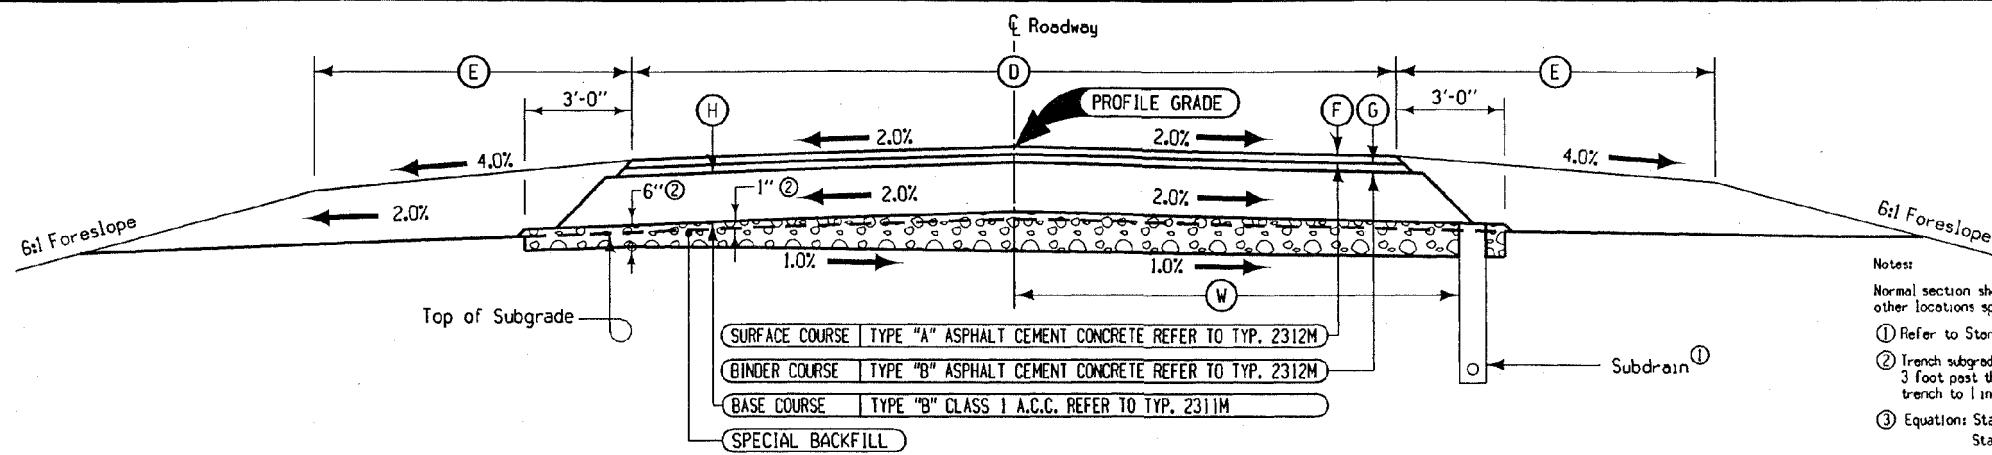 ℄ Roadway
E D E
3'-0" H PROFILE GRADE F G 3'-0"
2.0% 2.0%
4.0% 4.0%
6" ② 1" ② 2.0% 2.0%
2.0%
6:1 Foreslope 6:1 Foreslope
1.0% 1.0%
W
Top of Subgrade
SURFACE COURSE TYPE "A" ASPHALT CEMENT CONCRETE REFER TO TYP. 2312M
BINDER COURSE TYPE "B" ASPHALT CEMENT CONCRETE REFER TO TYP. 2312M
BASE COURSE TYPE "B" CLASS 1 A.C.C. REFER TO TYP. 2311M
SPECIAL BACKFILL
Subdrain ①
Notes:
Normal section sh
other locations sp
① Refer to Stan
② Trench subgrad
3 foot past th
trench to 1 in
③ Equation: Sta
Sta